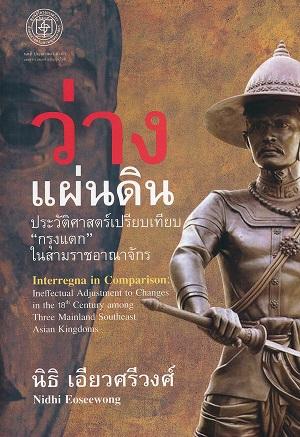 ว่าง
แผ่นดิน
ประวัติศาสตร์เปรียบเทียบ
“กรุงแตก”
ในสามราชอาณาจักร
Interregna in Comparison:
Ineffectual Adjustment to Changes
in the 18th Century among
Three Mainland Southeast
Asian Kingdoms
นิธิ เอียวศรีวงศ์
Nidhi Eoseewong